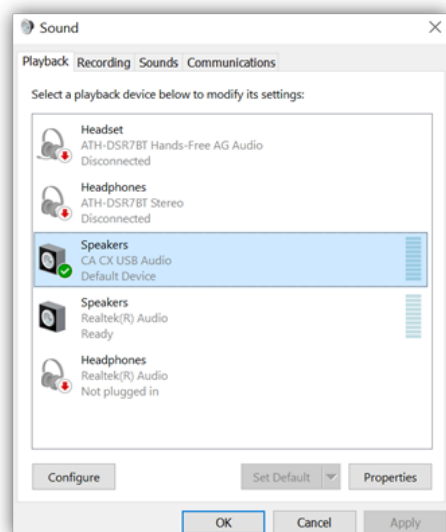 Sound
Playback Recording Sounds Communications
Select a playback device below to modify its settings:
Headset
ATH-DSR7BT Hands-Free AG Audio
Disconnected
Headphones
ATH-DSR7BT Stereo
Disconnected
Speakers
CA CX USB Audio
Default Device
Speakers
Realtek(R) Audio
Ready
Headphones
Realtek(R) Audio
Not plugged in
Configure Set Default Properties
OK Cancel Apply